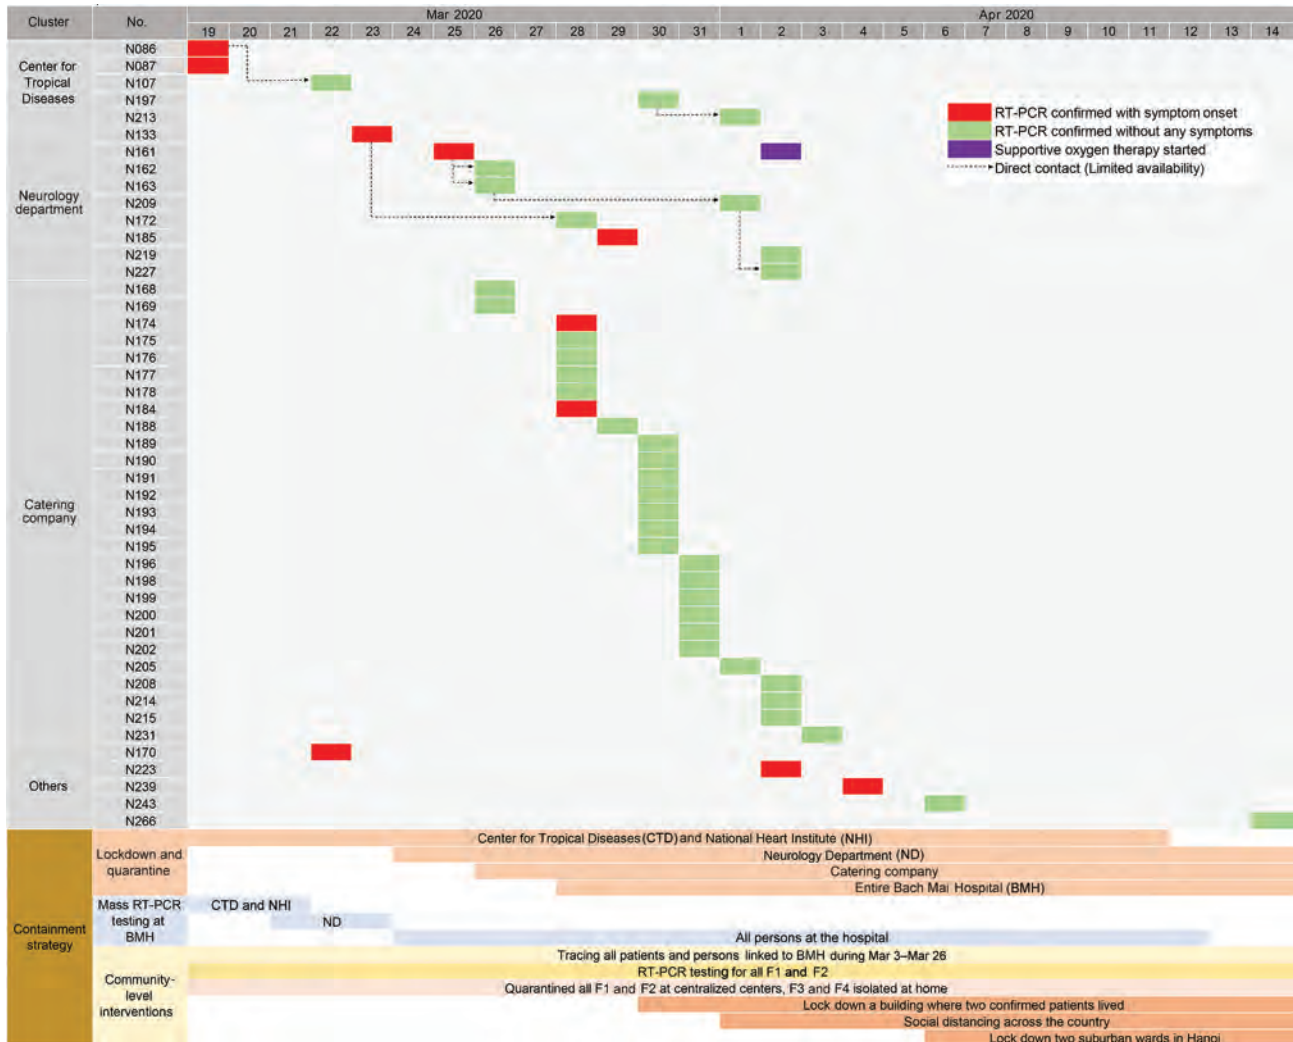 Cluster No. Mar 2020 Apr 2020
19 20 21 22 23 24 25 26 27 28 29 30 31 1 2 3 4 5 6 7 8 9 10 11 12 13 14
Center for
Tropical
Diseases
N086
N087
N107
N197
N213
Neurology
department
N133
N161
N162
N163
N209
N172
N185
N219
N227
Catering
company
N168
N169
N174
N175
N176
N177
N178
N184
N188
N189
N190
N191
N192
N193
N194
N195
N196
N198
N199
N200
N201
N202
N205
N208
N214
N215
N231
Others
N170
N223
N239
N243
N266
RT-PCR confirmed with symptom onset
RT-PCR confirmed without any symptoms
Supportive oxygen therapy started
Direct contact (Limited availability)
Containment
strategy
Lockdown and
quarantine
Center for Tropical Diseases (CTD) and National Heart Institute (NHI)
Neurology Department (ND)
Catering company
Entire Bach Mai Hospital (BMH)
Mass RT-PCR
testing at
BMH
CTD and NHI
ND
All persons at the hospital
Community-
level
interventions
Tracing all patients and persons linked to BMH during Mar 3–Mar 26
RT-PCR testing for all F1 and F2
Quarantined all F1 and F2 at centralized centers, F3 and F4 isolated at home
Lock down a building where two confirmed patients lived
Social distancing across the country
Lock down two suburban wards in Hanoi